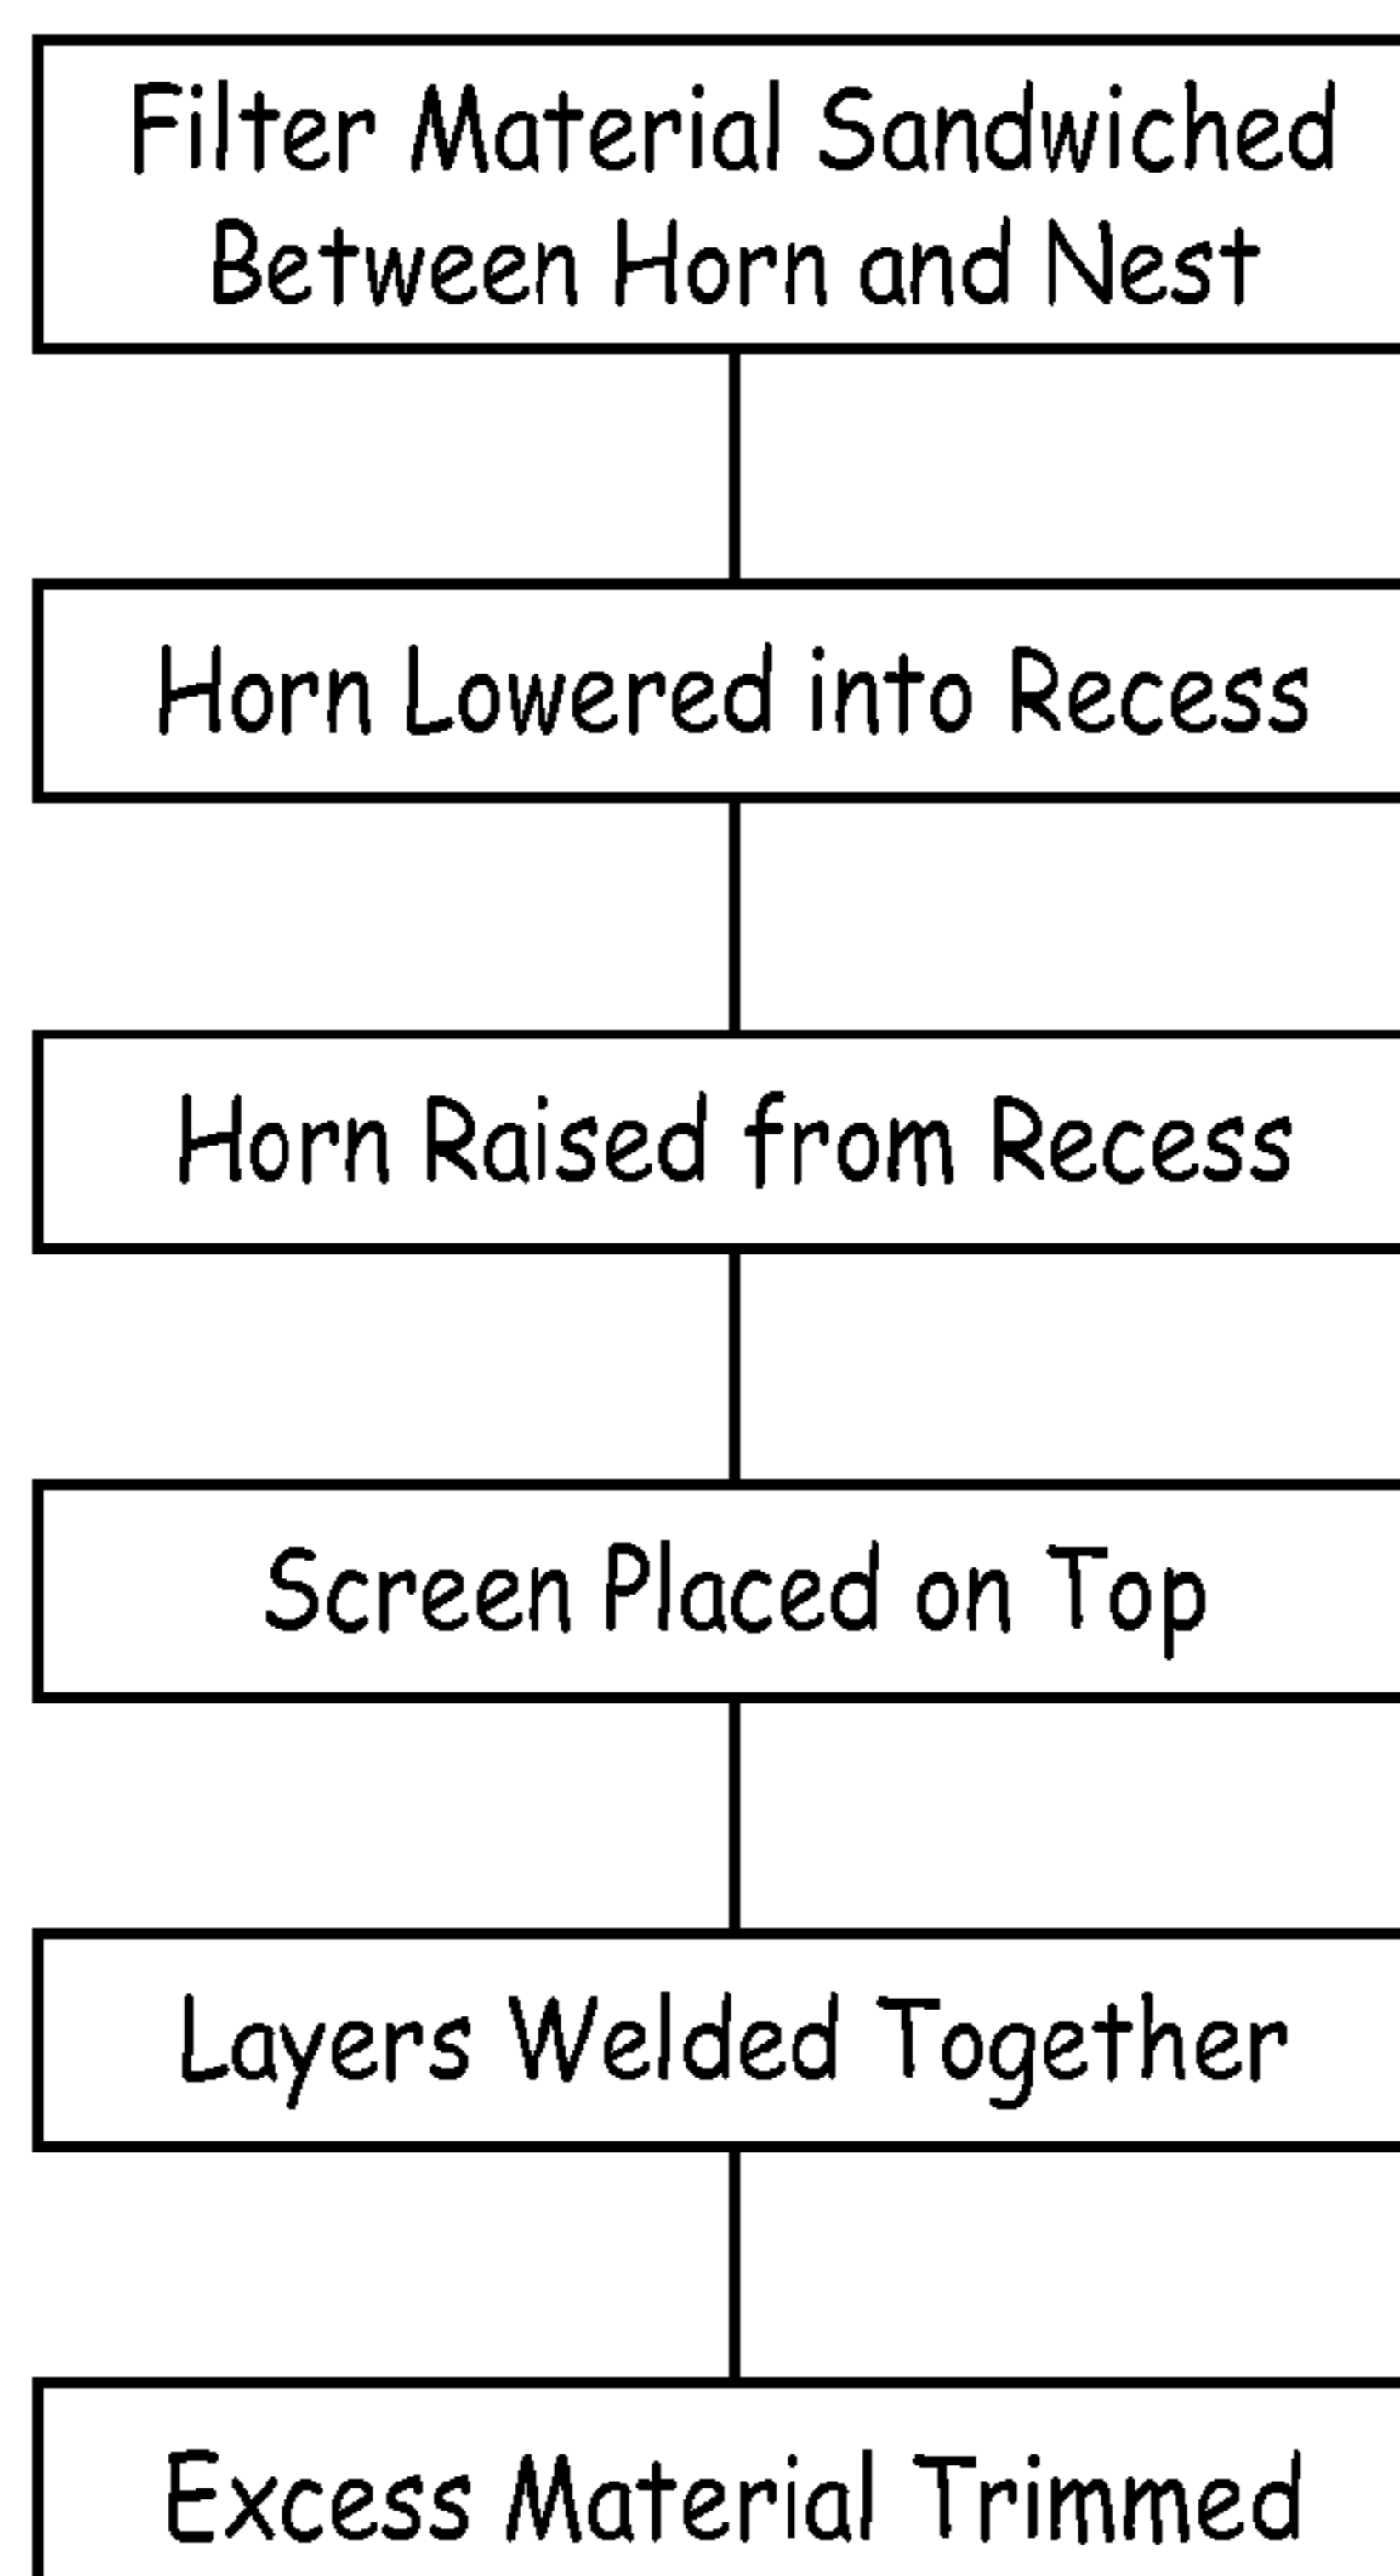 Filter Material Sandwiched
Between Horn and Nest
Horn Lowered into Recess
Horn Raised from Recess
Screen Placed on Top
Layers Welded Together
Excess Material Trimmed